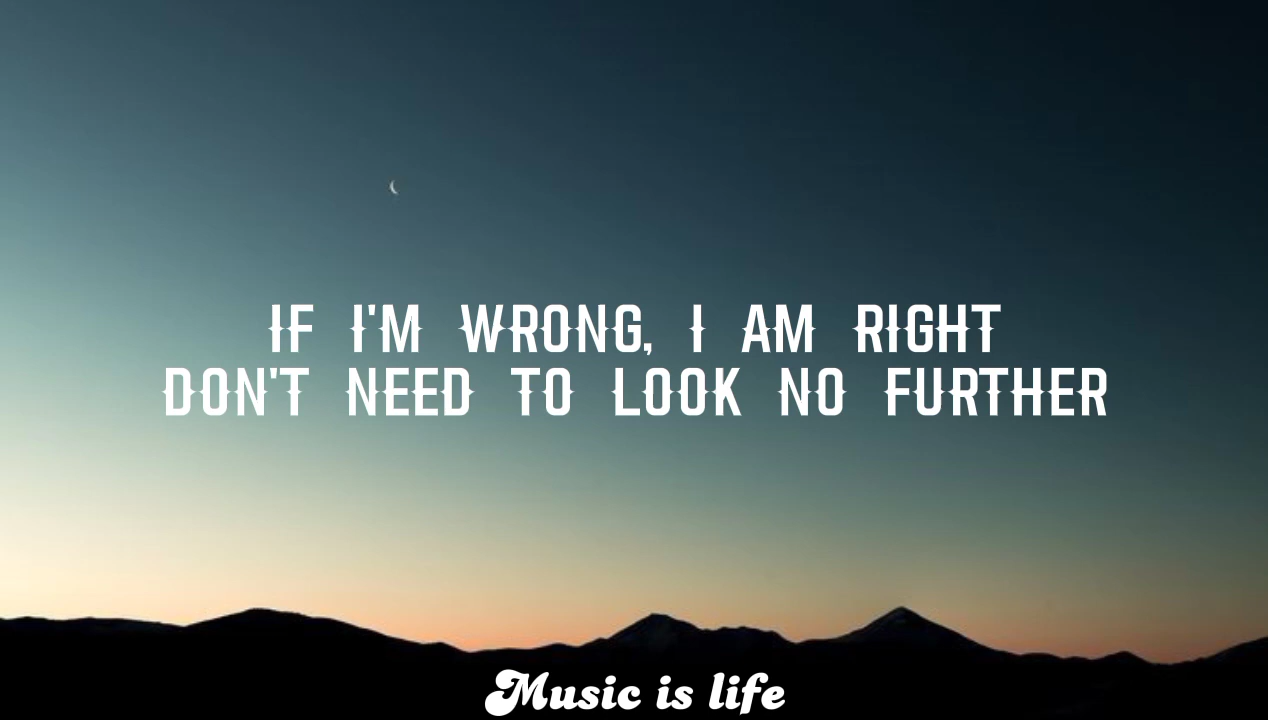 IF I'M WRONG, I AM RIGHT
DON'T NEED TO LOOK NO FURTHER
Music is life